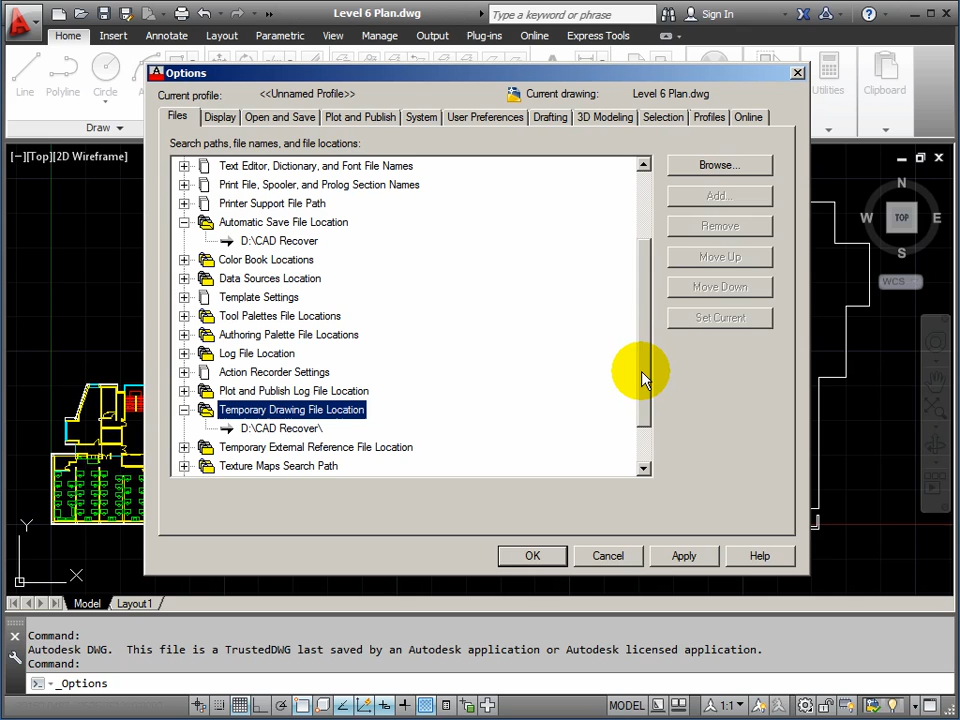 Level 6 Plan.dwg
Type a keyword or phrase
Sign In
Home
Insert
Annotate
Layout
Parametric
View
Manage
Output
Plug-ins
Online
Express Tools
Line
Polyline
Circle
Utilities
Clipboard
Draw
[−][Top][2D Wireframe]
Options
Current profile:
<<Unnamed Profile>>
Current drawing:
Level 6 Plan.dwg
Files
Display
Open and Save
Plot and Publish
System
User Preferences
Drafting
3D Modeling
Selection
Profiles
Online
Search paths, file names, and file locations:
Text Editor, Dictionary, and Font File Names
Print File, Spooler, and Prolog Section Names
Printer Support File Path
Automatic Save File Location
D:\CAD Recover
Color Book Locations
Data Sources Location
Template Settings
Tool Palettes File Locations
Authoring Palette File Locations
Log File Location
Action Recorder Settings
Plot and Publish Log File Location
Temporary Drawing File Location
D:\CAD Recover\
Temporary External Reference File Location
Texture Maps Search Path
Browse...
Add...
Remove
Move Up
Move Down
Set Current
OK
Cancel
Apply
Help
N
W
TOP
E
S
WCS
Y
X
Model
Layout1
Command:
Autodesk DWG.  This file is a TrustedDWG last saved by an Autodesk application or Autodesk licensed application.
Command:
_Options
MODEL
1:1